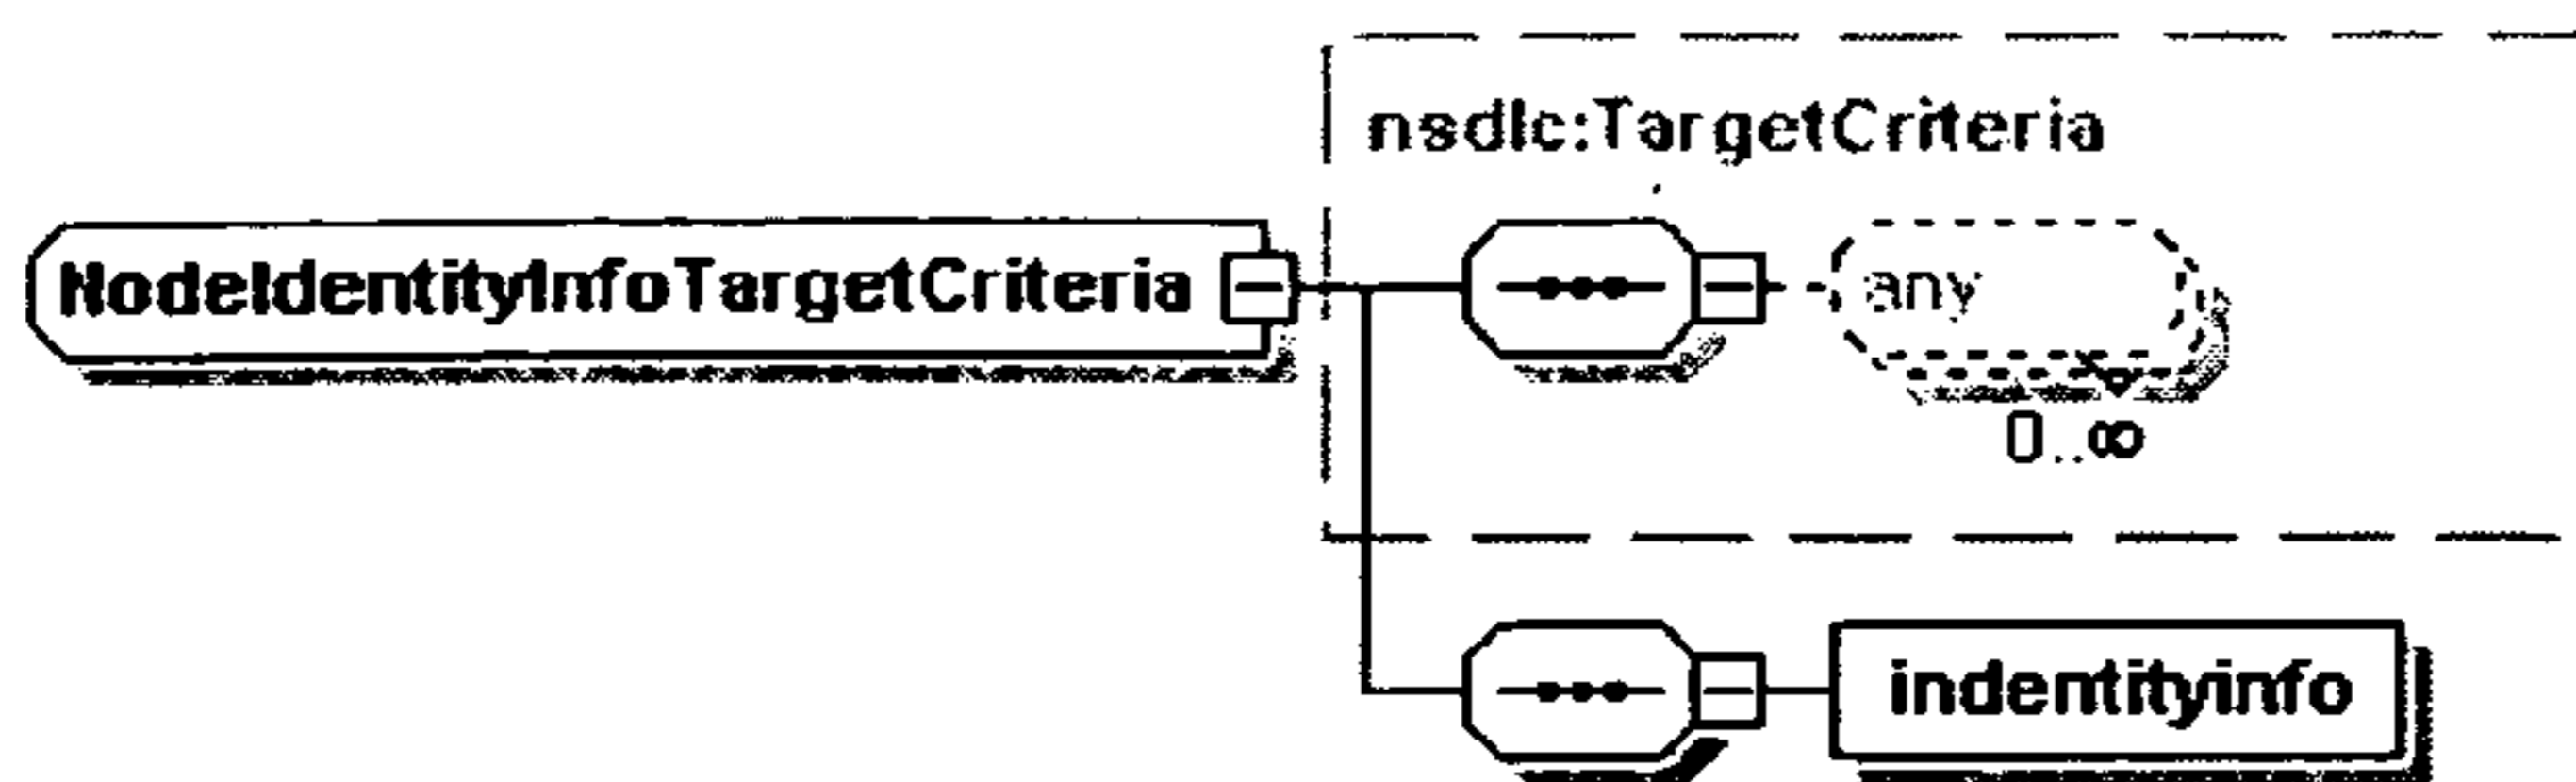 nsdlc:TargetCriteria
NodeIdentityInfoTargetCriteria
any
0..∞
indentityinfo